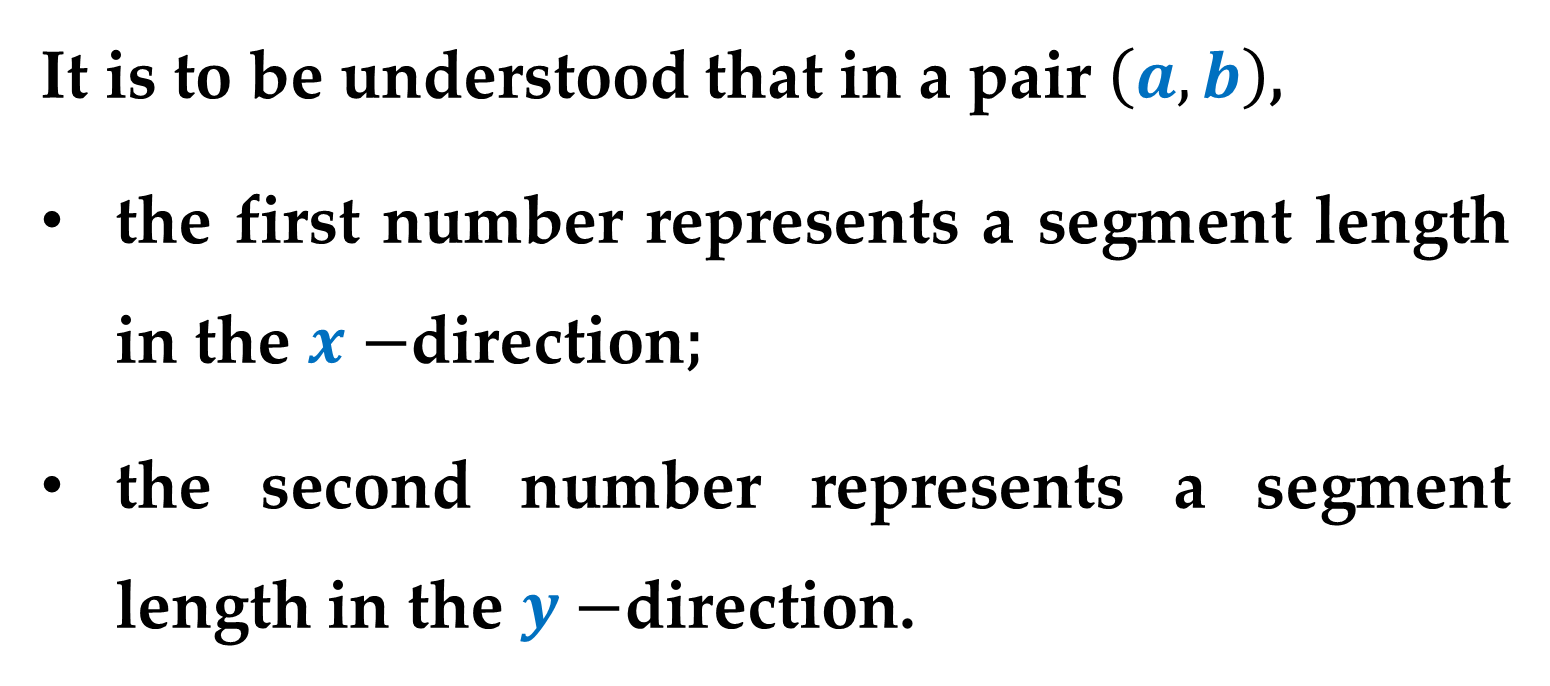 It is to be understood that in a pair (a, b),
• the first number represents a segment length
in the x −direction;
• the second number represents a segment
length in the y −direction.